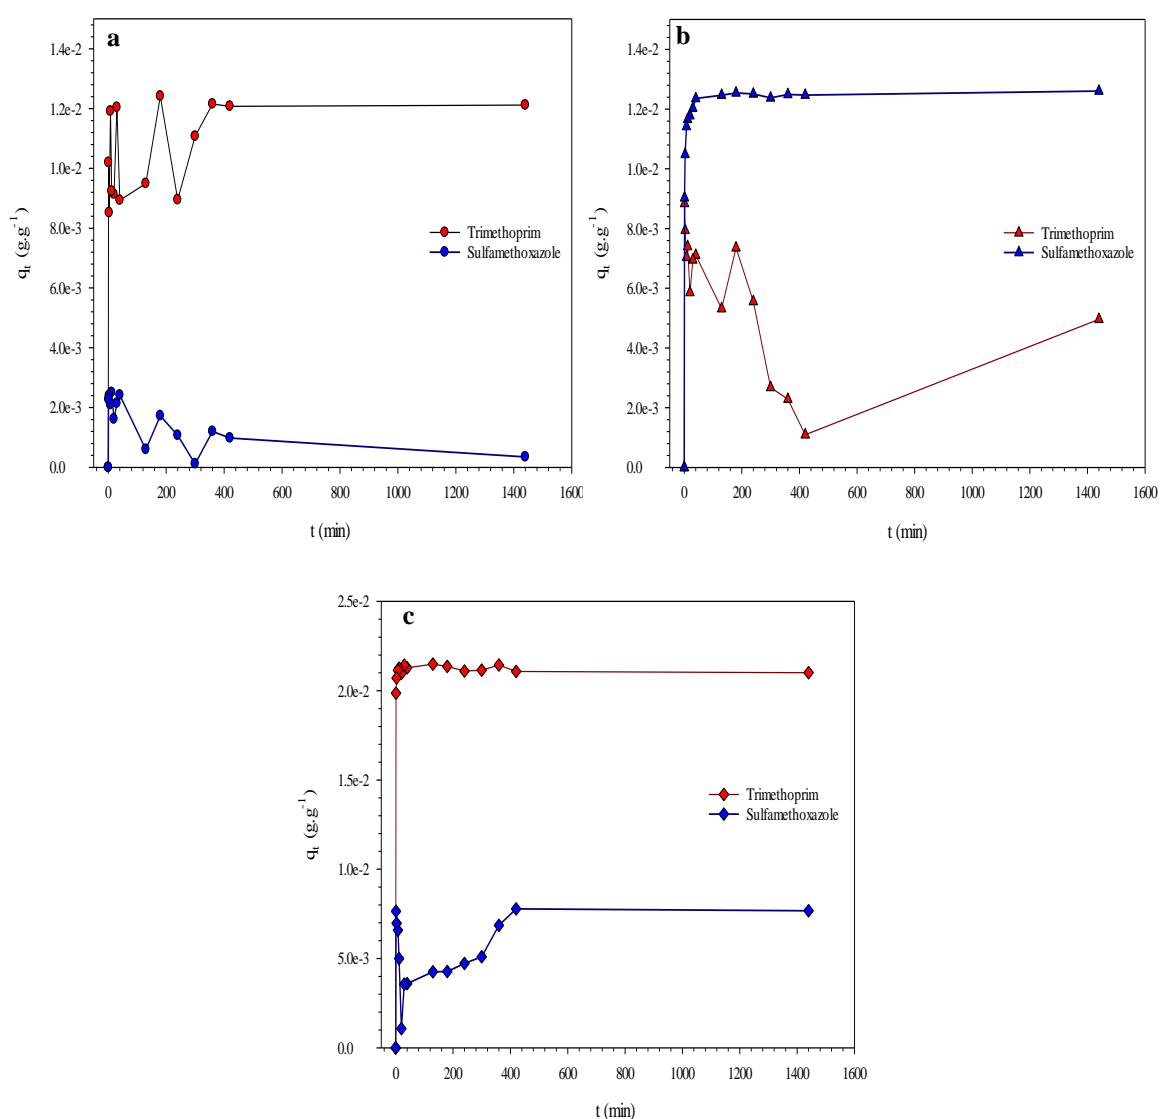 a
1.4e-2
1.2e-2
1.0e-2
8.0e-3
6.0e-3
4.0e-3
2.0e-3
0.0
qt (g.g-1)
Trimethoprim
Sulfamethoxazole
0 200 400 600 800 1000 1200 1400 1600
t (min)
b
1.4e-2
1.2e-2
1.0e-2
8.0e-3
6.0e-3
4.0e-3
2.0e-3
0.0
qt (g.g-1)
Trimethoprim
Sulfamethoxazole
0 200 400 600 800 1000 1200 1400 1600
t (min)
c
2.5e-2
2.0e-2
1.5e-2
1.0e-2
5.0e-3
0.0
qt (g.g-1)
Trimethoprim
Sulfamethoxazole
0 200 400 600 800 1000 1200 1400 1600
t (min)